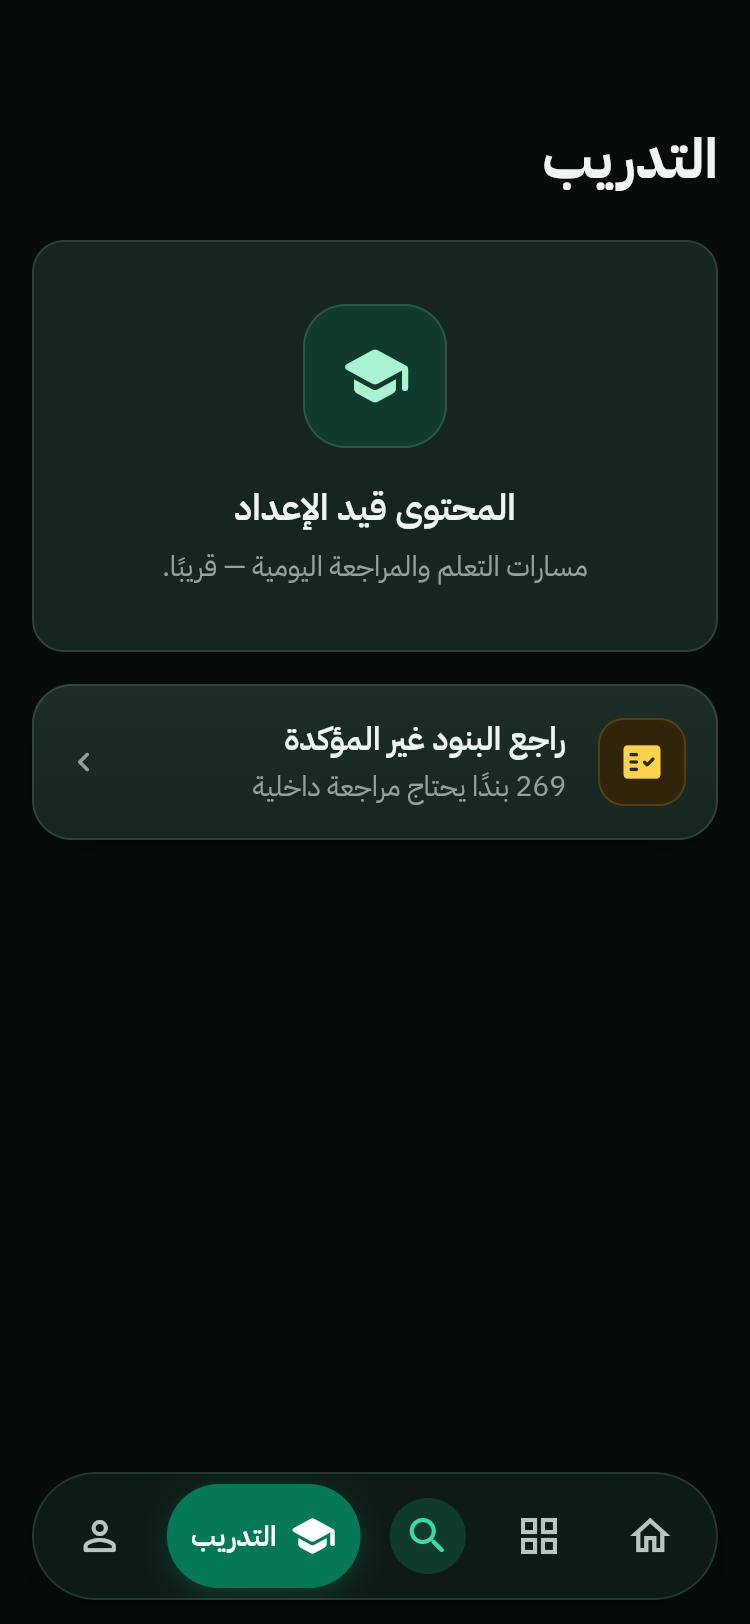 التدريب
المحتوى قيد الإعداد
مسارات التعلم والمراجعة اليومية — قريبًا.
راجع البنود غير المؤكدة
269 بندًا يحتاج مراجعة داخلية
التدريب